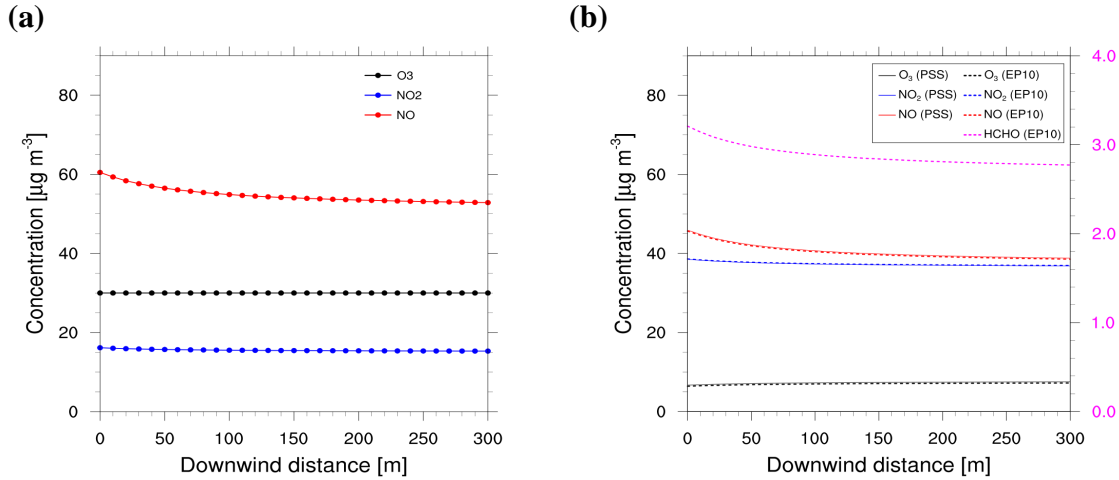 (a)
Concentration [µg m-3]
80
60
40
20
0
O3
NO2
NO
0 50 100 150 200 250 300
Downwind distance [m]
(b)
Concentration [µg m-3]
80
60
40
20
0
O3 (PSS) O3 (EP10)
NO2 (PSS) NO2 (EP10)
NO (PSS) NO (EP10)
HCHO (EP10)
4.0
3.0
2.0
1.0
0.0
0 50 100 150 200 250 300
Downwind distance [m]